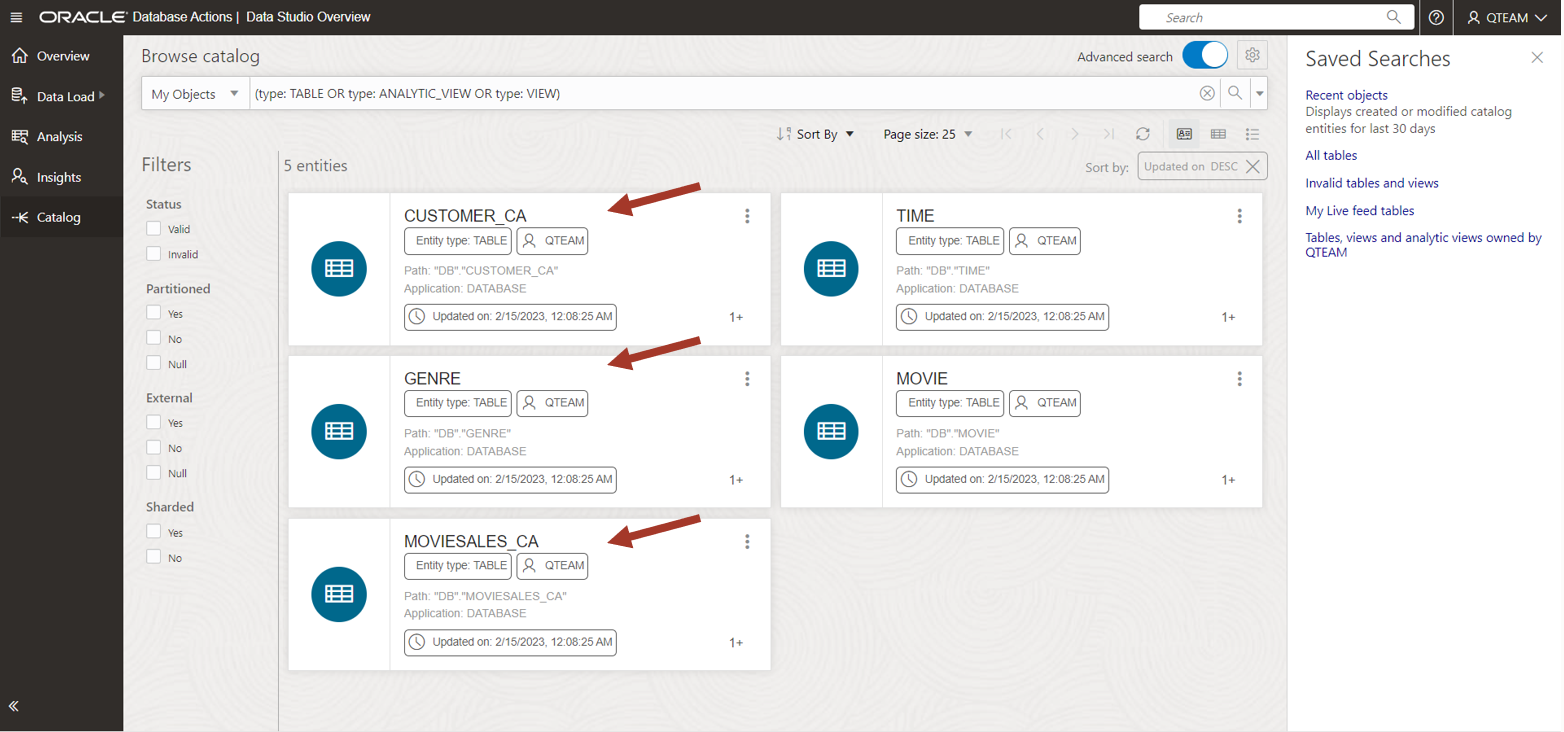 ORACLE Database Actions | Data Studio Overview
Search
QTEAM
Overview
Data Load
Analysis
Insights
Catalog
Browse catalog
Advanced search
My Objects
(type: TABLE OR type: ANALYTIC_VIEW OR type: VIEW)
Sort By
Page size: 25
Filters
Status
Valid
Invalid
Partitioned
Yes
No
Null
External
Yes
No
Null
Sharded
Yes
No
5 entities
Sort by: Updated on DESC
CUSTOMER_CA
Entity type: TABLE QTEAM
Path: "DB"."CUSTOMER_CA"
Application: DATABASE
Updated on: 2/15/2023, 12:08:25 AM 1+
TIME
Entity type: TABLE QTEAM
Path: "DB"."TIME"
Application: DATABASE
Updated on: 2/15/2023, 12:08:25 AM 1+
GENRE
Entity type: TABLE QTEAM
Path: "DB"."GENRE"
Application: DATABASE
Updated on: 2/15/2023, 12:08:25 AM 1+
MOVIE
Entity type: TABLE QTEAM
Path: "DB"."MOVIE"
Application: DATABASE
Updated on: 2/15/2023, 12:08:25 AM 1+
MOVIESALES_CA
Entity type: TABLE QTEAM
Path: "DB"."MOVIESALES_CA"
Application: DATABASE
Updated on: 2/15/2023, 12:08:25 AM 1+
Saved Searches
Recent objects
Displays created or modified catalog
entities for last 30 days
All tables
Invalid tables and views
My Live feed tables
Tables, views and analytic views owned by
QTEAM